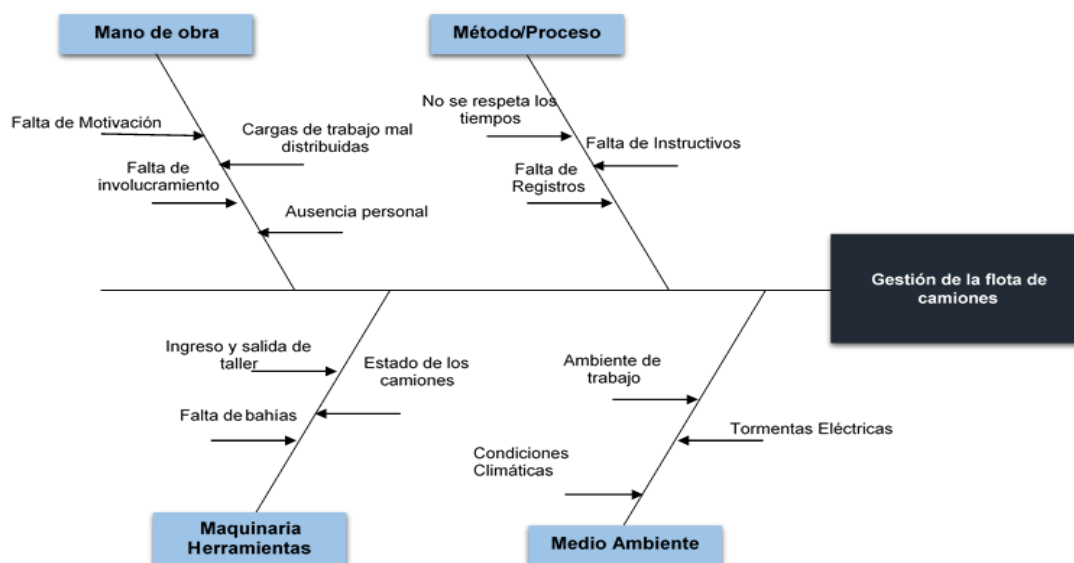 Mano de obra
Método/Proceso
Falta de Motivación
Cargas de trabajo mal
distribuidas
Falta de
involucramiento
Ausencia personal
No se respeta los
tiempos
Falta de Instructivos
Falta de
Registros
Gestión de la flota de
camiones
Ingreso y salida de
taller
Estado de los
camiones
Falta de bahías
Ambiente de
trabajo
Tormentas Eléctricas
Condiciones
Climáticas
Maquinaria
Herramientas
Medio Ambiente